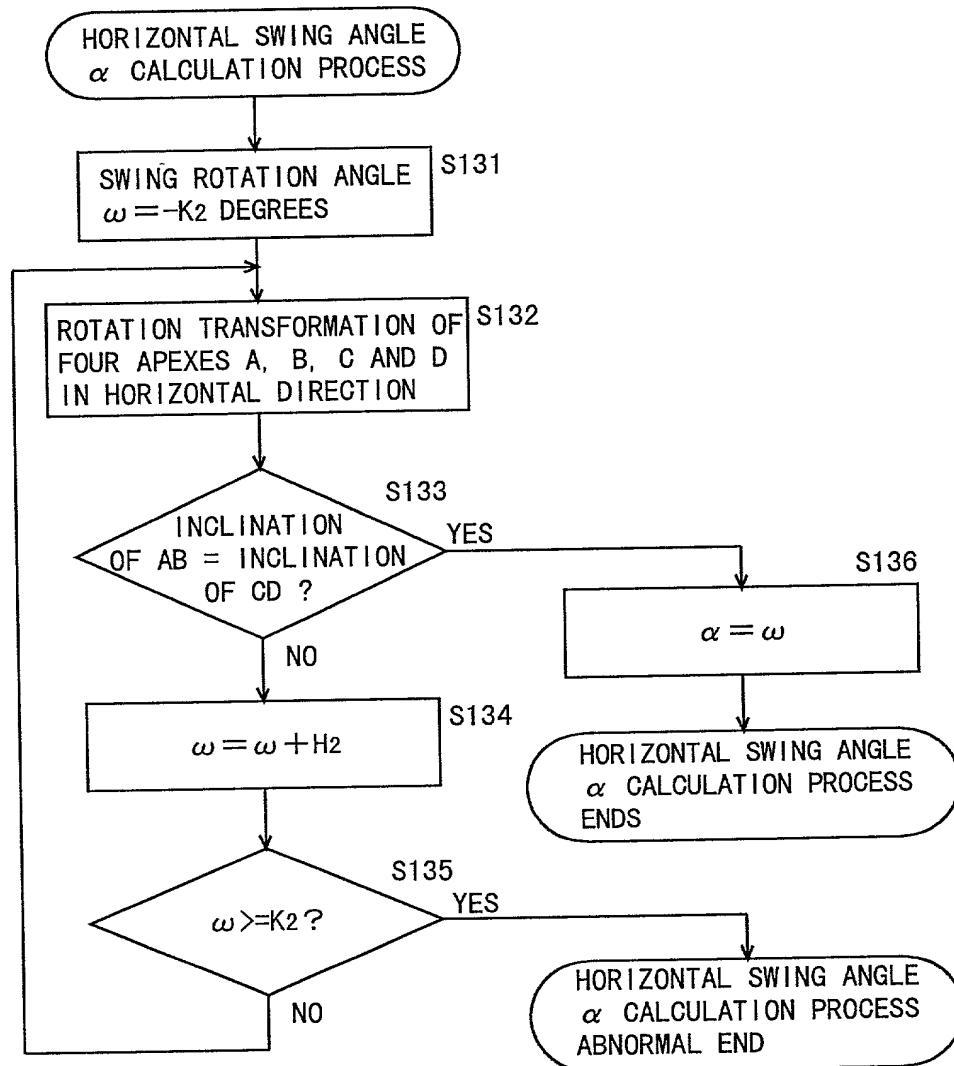 HORIZONTAL SWING ANGLE
α CALCULATION PROCESS
SWING ROTATION ANGLE
ω=-K2 DEGREES
S131
ROTATION TRANSFORMATION OF
FOUR APEXES A, B, C AND D
IN HORIZONTAL DIRECTION
S132
S133
INCLINATION
OF AB = INCLINATION
OF CD ?
YES
NO
S136
α=ω
HORIZONTAL SWING ANGLE
α CALCULATION PROCESS
ENDS
S134
ω=ω+H2
S135
ω>=K2?
YES
NO
HORIZONTAL SWING ANGLE
α CALCULATION PROCESS
ABNORMAL END